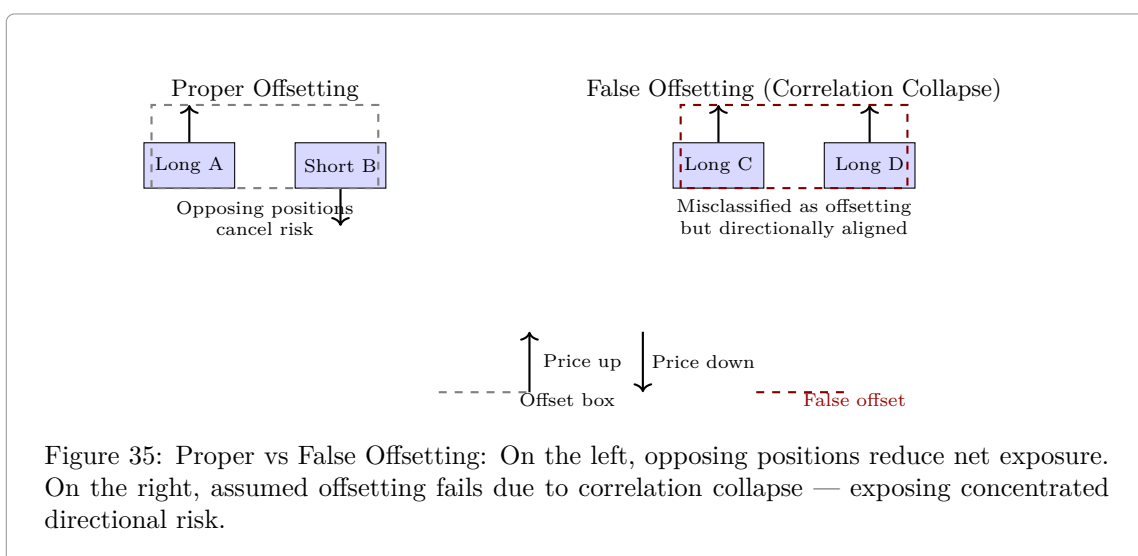 Proper Offsetting
Long A
Short B
Opposing positions
cancel risk
False Offsetting (Correlation Collapse)
Long C
Long D
Misclassified as offsetting
but directionally aligned
Price up
Price down
Offset box
False offset
Figure 35: Proper vs False Offsetting: On the left, opposing positions reduce net exposure.
On the right, assumed offsetting fails due to correlation collapse — exposing concentrated
directional risk.